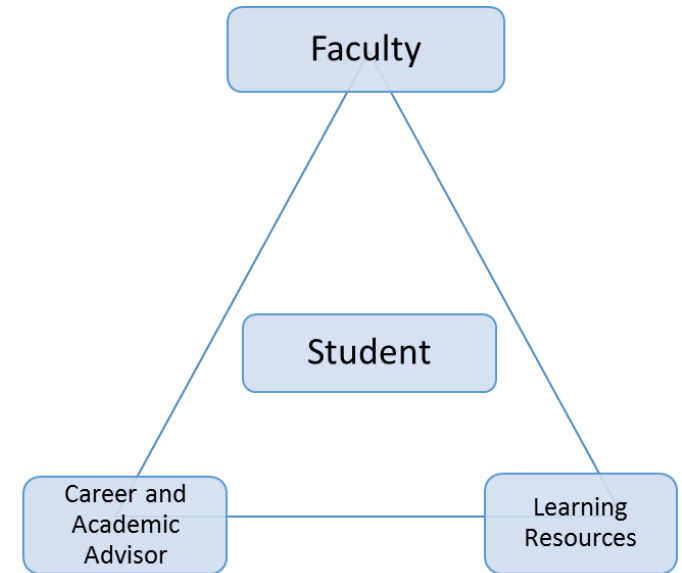 Faculty
Student
Career and
Academic
Advisor
Learning
Resources